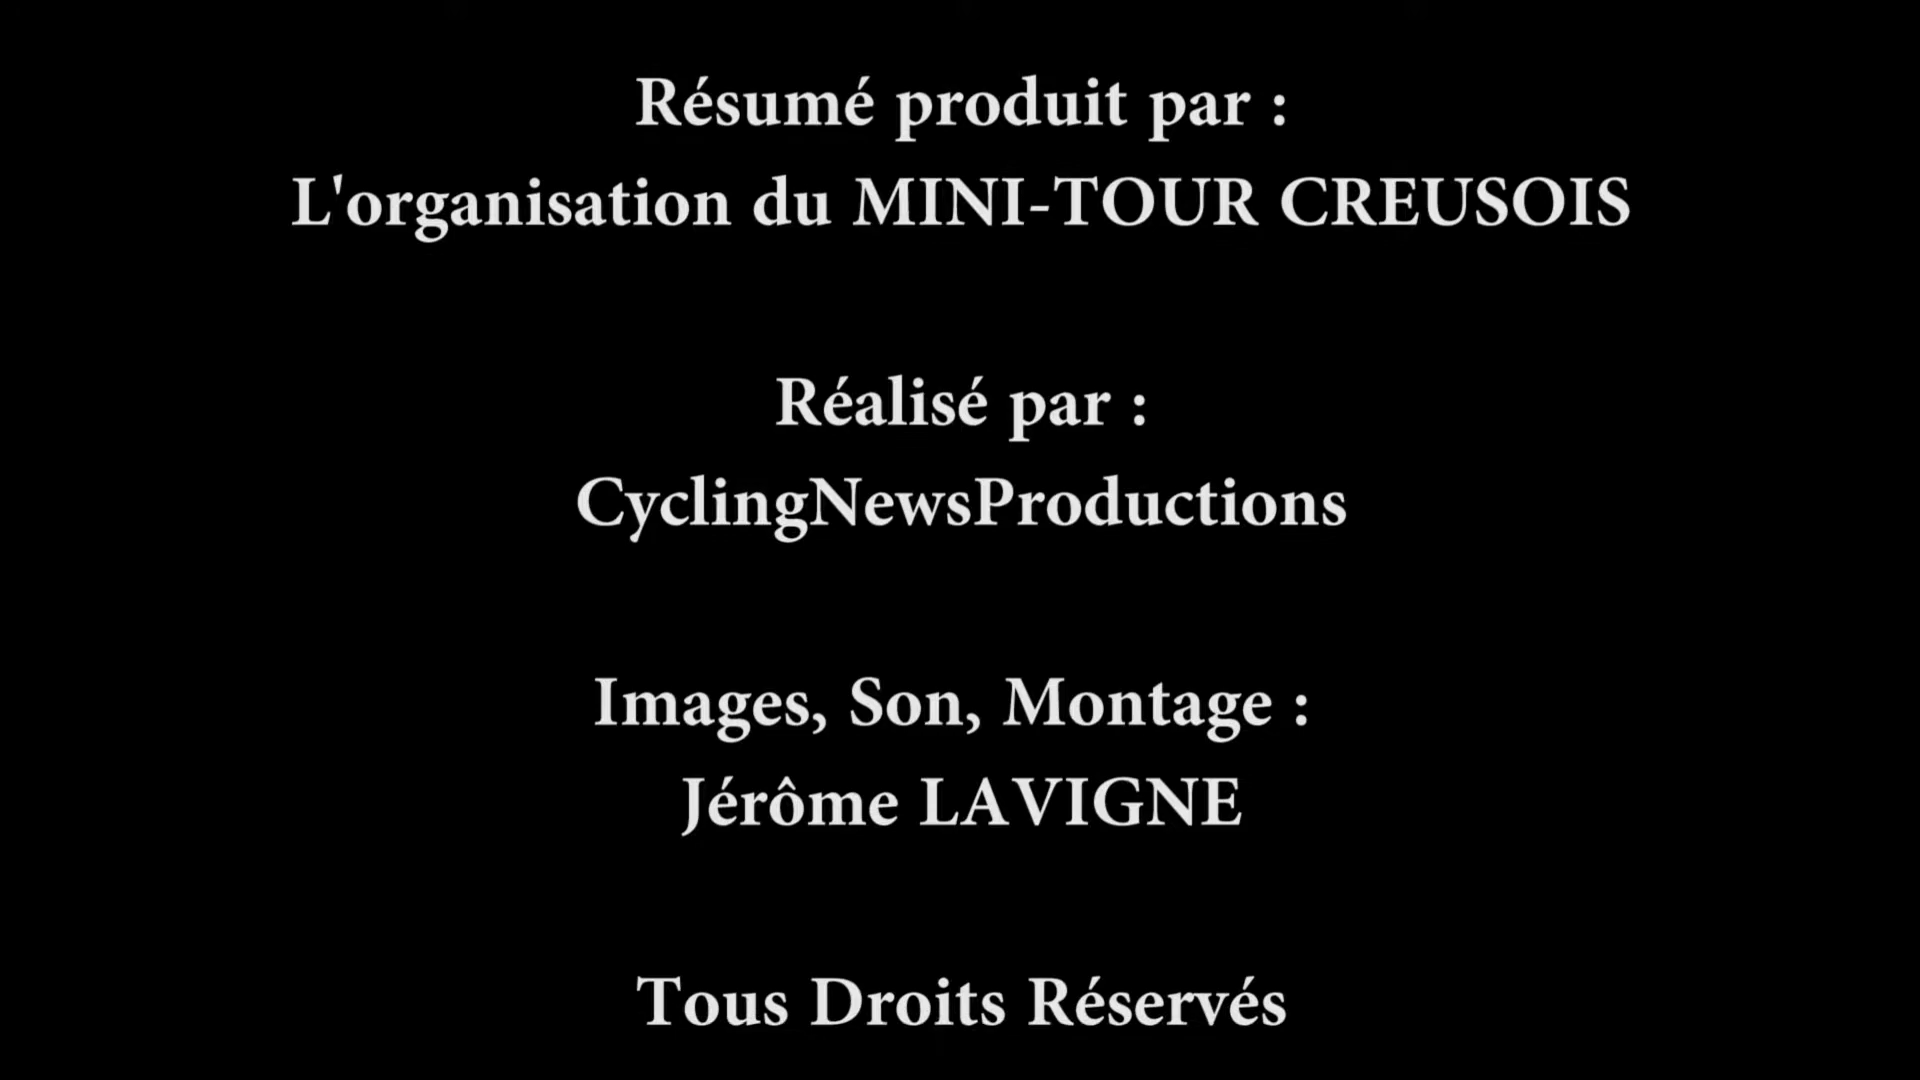 Résumé produit par :
L'organisation du MINI-TOUR CREUSOIS
Réalisé par :
CyclingNewsProductions
Images, Son, Montage :
Jérôme LAVIGNE
Tous Droits Réservés